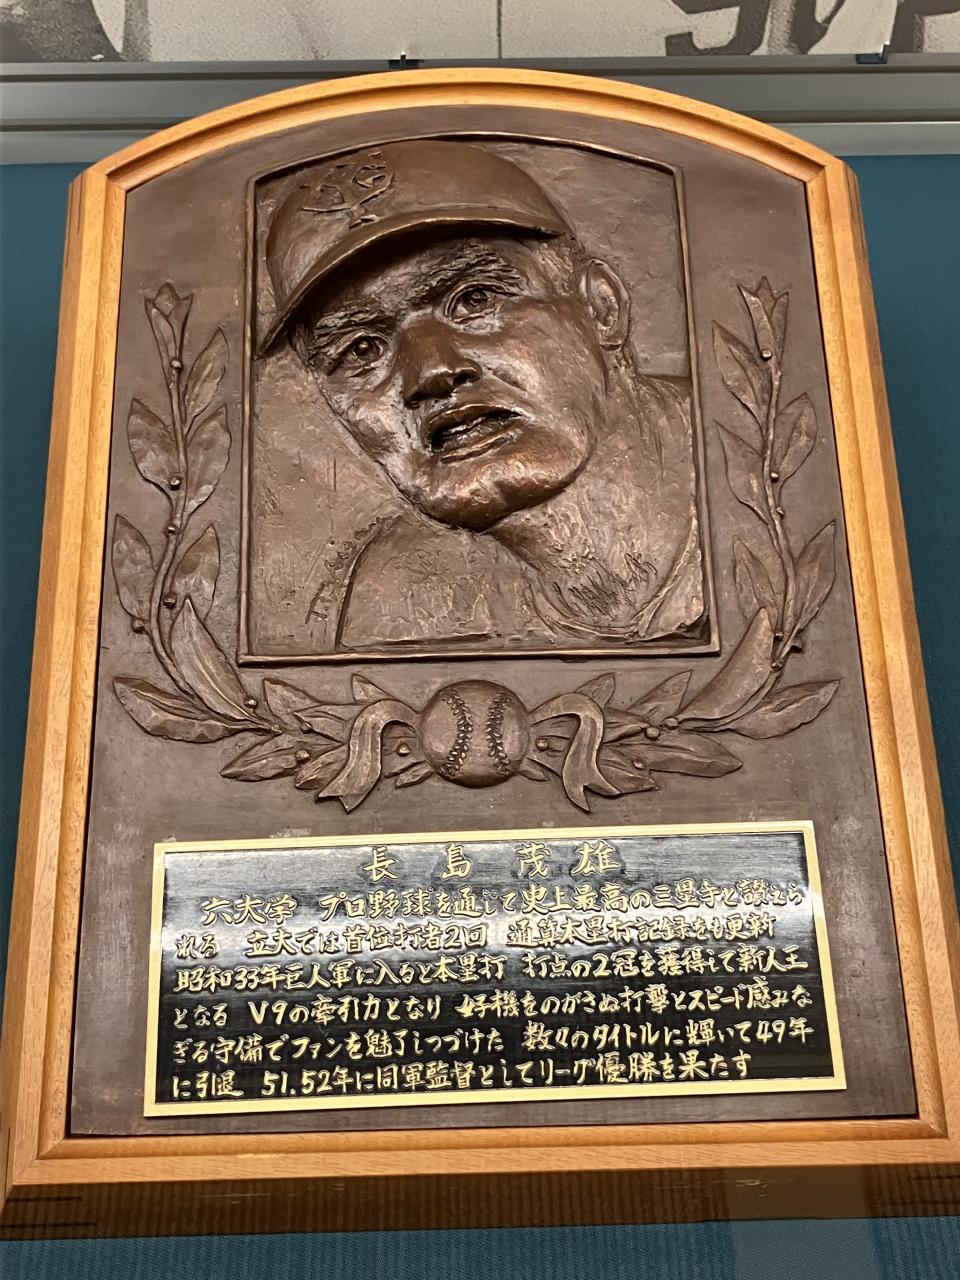 YG
長島 茂雄
六大学 プロ野球を通じて史上最高の三塁手と讃えら
れる 立大では首位打者2回 通算本塁打記録をも更新
昭和33年巨人軍に入ると本塁打 打点の2冠を獲得して新人王
となる V9の牽引力となり 好機をのがさぬ打撃とスピード感みな
ぎる守備でファンを魅了しつづけた 数々のタイトルに輝いて49年
に引退 51.52年に同軍監督としてリーグ優勝を果たす